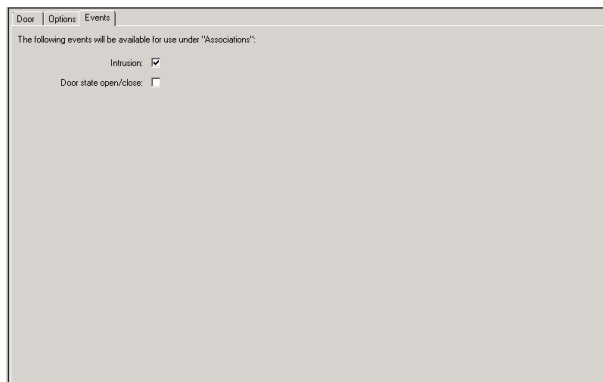 Door Options Events
The following events will be available for use under "Associations":
Intrusion:
Door state open/close: